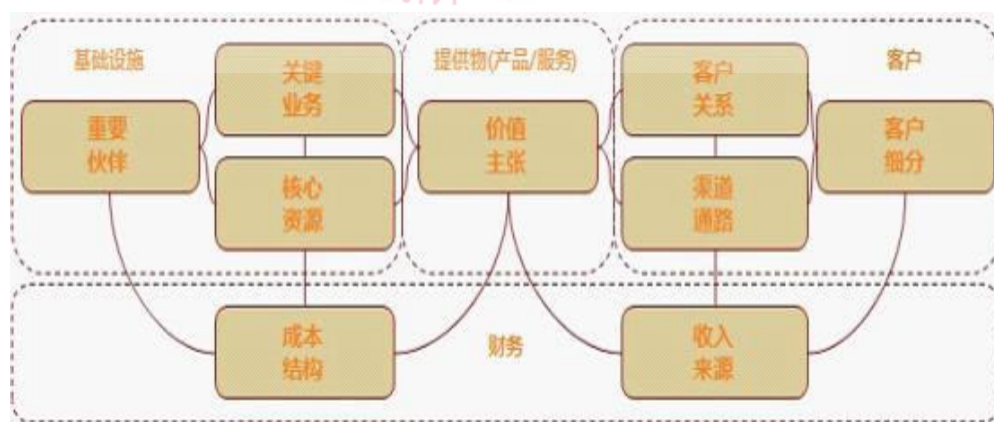 基础设施
关键
业务
重要
伙伴
核心
资源
提供物(产品/服务)
价值
主张
客户
客户
关系
渠道
通路
客户
细分
成本
结构
财务
收入
来源